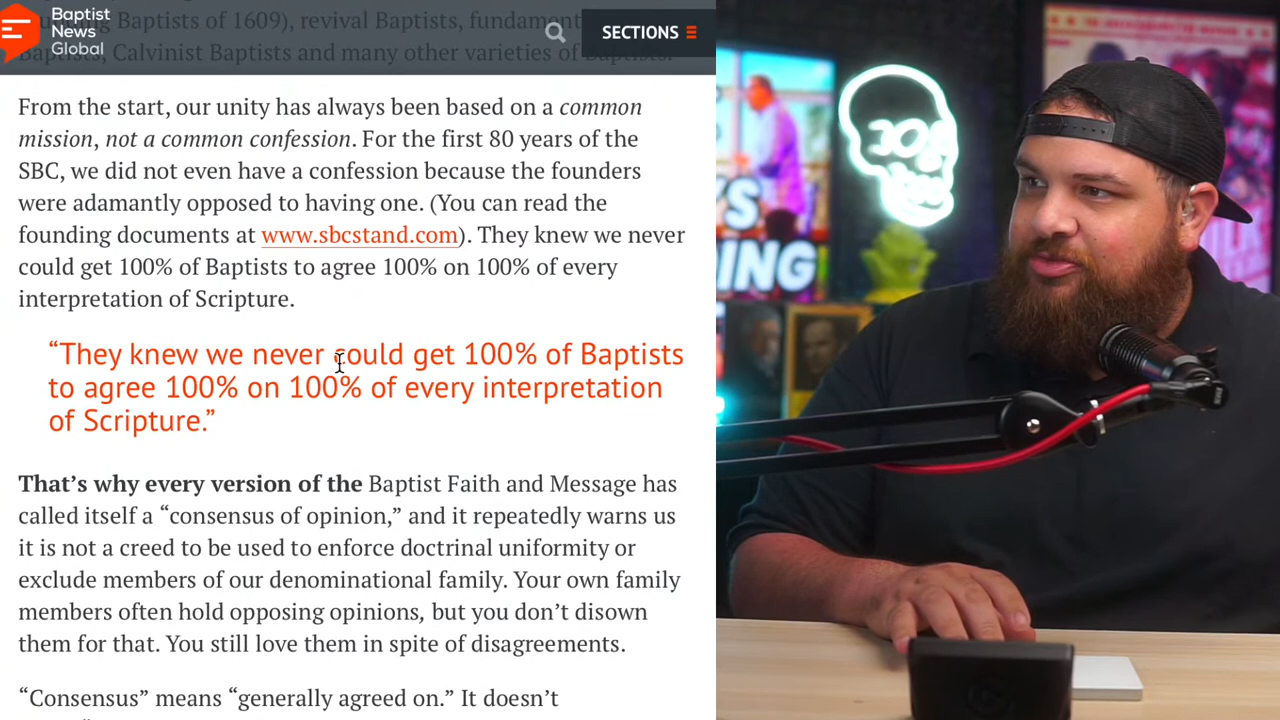 Baptist
News
Global
SECTIONS
Baptists of 1609), revival Baptists,
Baptists, Calvinist Baptists and many other varieties of Baptists.
From the start, our unity has always been based on a common
mission, not a common confession. For the first 80 years of the
SBC, we did not even have a confession because the founders
were adamantly opposed to having one. (You can read the
founding documents at www.sbcstand.com). They knew we never
could get 100% of Baptists to agree 100% on 100% of every
interpretation of Scripture.
“They knew we never could get 100% of Baptists
to agree 100% on 100% of every interpretation
of Scripture.”
That’s why every version of the Baptist Faith and Message has
called itself a “consensus of opinion,” and it repeatedly warns us
it is not a creed to be used to enforce doctrinal uniformity or
exclude members of our denominational family. Your own family
members often hold opposing opinions, but you don’t disown
them for that. You still love them in spite of disagreements.
“Consensus” means “generally agreed on.” It doesn’t